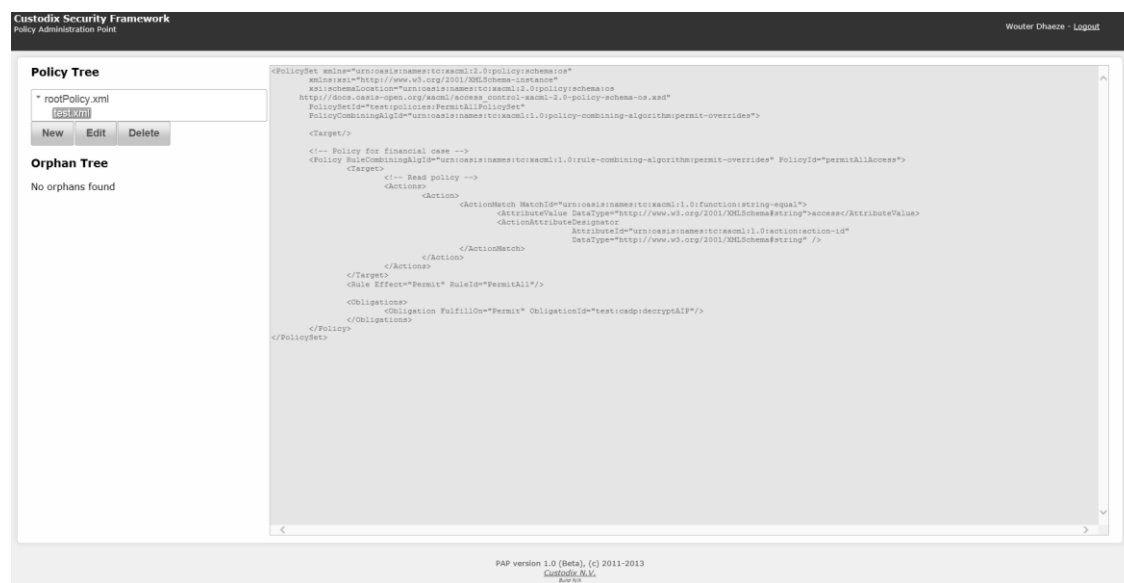 Custodix Security Framework
Policy Administration Point
Wouter Dhaeze - Logout
Policy Tree
* rootPolicy.xml
test.xml
New Edit Delete
Orphan Tree
No orphans found
<PolicySet xmlns="urn:oasis:names:tc:xacml:2.0:policy:schema:os"
xmlns:xsi="http://www.w3.org/2001/XMLSchema-instance"
xsi:schemaLocation="urn:oasis:names:tc:xacml:2.0:policy:schema:os
http://docs.oasis-open.org/xacml/access_control-xacml-2.0-policy-schema-os.xsd"
PolicySetId="test:policies:PermitAllPolicySet"
PolicyCombiningAlgId="urn:oasis:names:tc:xacml:1.0:policy-combining-algorithm:permit-overrides">
<Target/>
<!-- Policy for financial case -->
<Policy RuleCombiningAlgId="urn:oasis:names:tc:xacml:1.0:rule-combining-algorithm:permit-overrides" PolicyId="permitAllAccess">
<Target>
<!-- Read policy -->
<Actions>
<Action>
<ActionMatch MatchId="urn:oasis:names:tc:xacml:1.0:function:string-equal">
<AttributeValue DataType="http://www.w3.org/2001/XMLSchema#string">access</AttributeValue>
<ActionAttributeDesignator
AttributeId="urn:oasis:names:tc:xacml:1.0:action:action-id"
DataType="http://www.w3.org/2001/XMLSchema#string" />
</ActionMatch>
</Action>
</Actions>
</Target>
<Rule Effect="Permit" RuleId="PermitAll"/>
<Obligations>
<Obligation FulfillOn="Permit" ObligationId="test:cadp:decryptAIP"/>
</Obligations>
</Policy>
</PolicySet>
PAP version 1.0 (Beta), (c) 2011-2013
Custodix N.V.
Build N/A